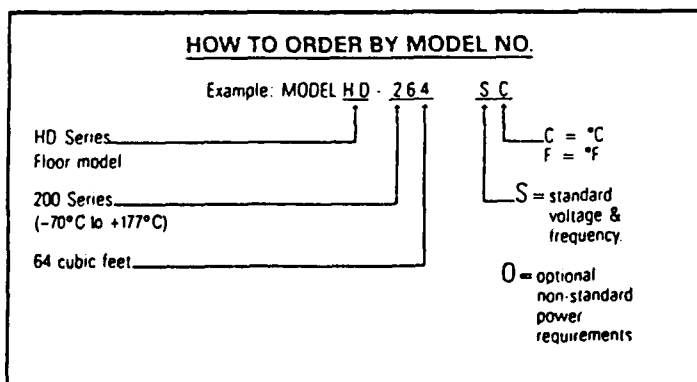 HOW TO ORDER BY MODEL NO.
Example: MODEL HD - 264 SC
HD Series
Floor model
C = °C
F = °F
200 Series
(-70°C to +177°C)
S = standard
voltage &
frequency.
64 cubic feet
O = optional
non-standard
power
requirements